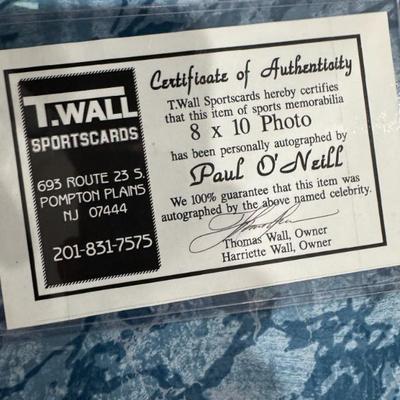 T.WALL
SPORTSCARDS
693 ROUTE 23 S.
POMPTON PLAINS
NJ 07444
201-831-7575
Certificate of Authenticity
T.Wall Sportscards hereby certifies
that this item of sports memorabilia
8 x 10 Photo
has been personally autographed by
Paul O'Neill
We 100% guarantee that this item was
autographed by the above named celebrity.
Thomas Wall, Owner
Harriette Wall, Owner